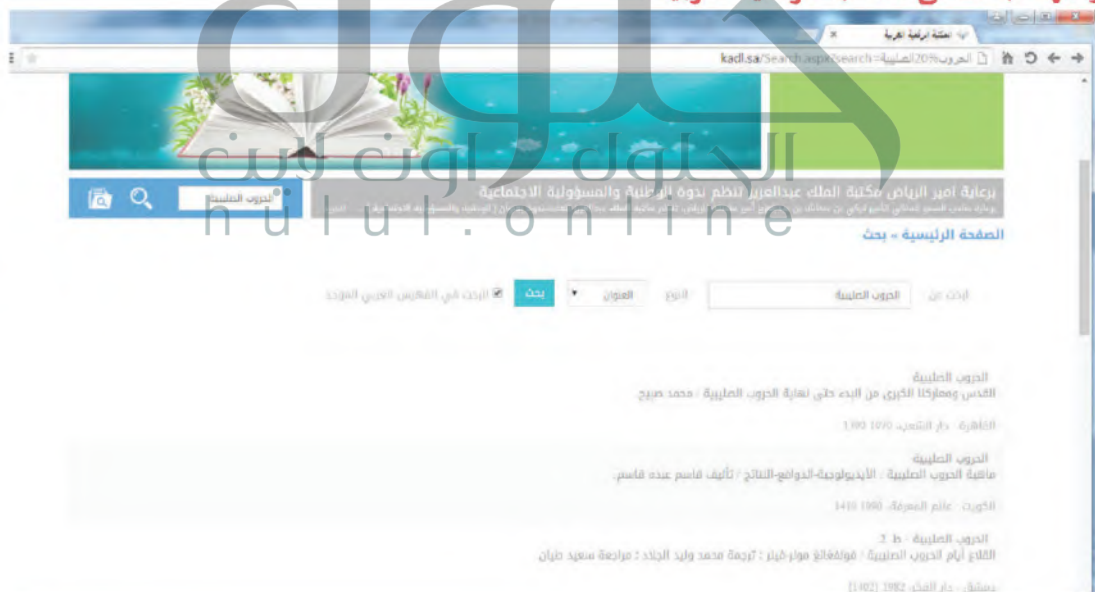 المكتبة الرقمية العربية
kadl.sa/Search.aspx?search=الحروب%20الصليبية
حلول
الحلول اونلاين
hulul.online
برعاية أمير الرياض مكتبة الملك عبدالعزيز تنظم ندوة الوطنية والمسؤولية الاجتماعية
الحروب الصليبية
الصفحة الرئيسية » بحث
ابحث عن الحروب الصليبية النوع العنوان بحث البحث في الفهرس العربي الموحد
الحروب الصليبية
القدس ومعاركنا الكبرى من البدء حتى نهاية الحروب الصليبية / محمد صبيح.
القاهرة : دار الشعب، 1970 1390
الحروب الصليبية
ماهية الحروب الصليبية : الأيديولوجية-الدوافع-النتائج / تأليف قاسم عبده قاسم.
الكويت : عالم المعرفة، 1990 1410
الحروب الصليبية / ط 2.
القلاع أيام الحروب الصليبية / فولفغانغ مولر-فينر ؛ ترجمة محمد وليد الجلاد ؛ مراجعة سعيد طيان
دمشق : دار الفكر، 1982 [1402]